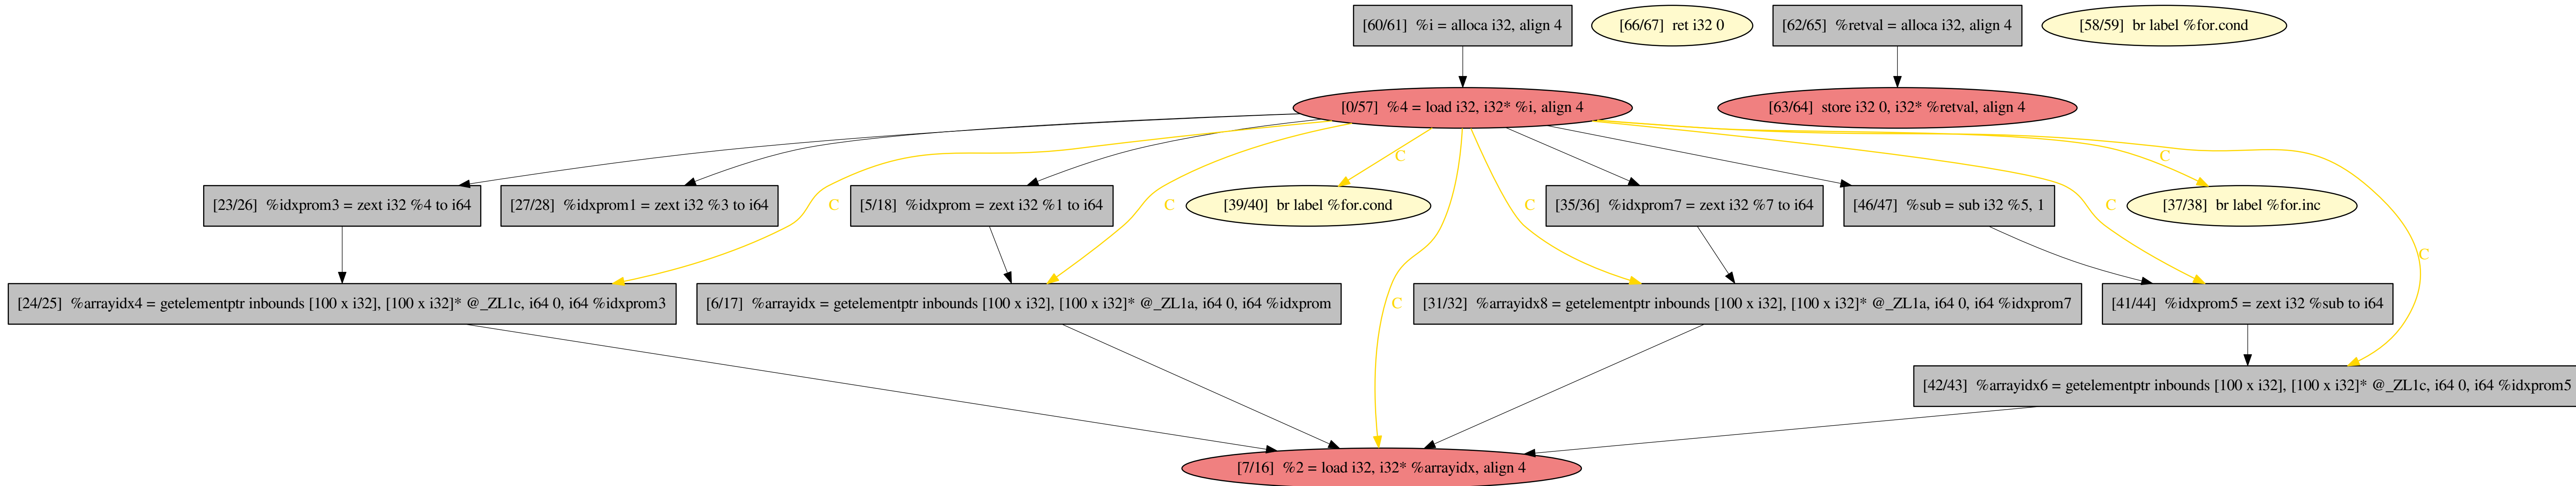 [60/61] %i = alloca i32, align 4
[66/67] ret i32 0
[62/65] %retval = alloca i32, align 4
[58/59] br label %for.cond
[0/57] %4 = load i32, i32* %i, align 4
[63/64] store i32 0, i32* %retval, align 4
C
C
C
[23/26] %idxprom3 = zext i32 %4 to i64
[27/28] %idxprom1 = zext i32 %3 to i64
[5/18] %idxprom = zext i32 %1 to i64
[39/40] br label %for.cond
[35/36] %idxprom7 = zext i32 %7 to i64
[46/47] %sub = sub i32 %5, 1
[37/38] br label %for.inc
C
C
C
C
[24/25] %arrayidx4 = getelementptr inbounds [100 x i32], [100 x i32]* @_ZL1c, i64 0, i64 %idxprom3
[6/17] %arrayidx = getelementptr inbounds [100 x i32], [100 x i32]* @_ZL1a, i64 0, i64 %idxprom
C
[31/32] %arrayidx8 = getelementptr inbounds [100 x i32], [100 x i32]* @_ZL1a, i64 0, i64 %idxprom7
[41/44] %idxprom5 = zext i32 %sub to i64
[42/43] %arrayidx6 = getelementptr inbounds [100 x i32], [100 x i32]* @_ZL1c, i64 0, i64 %idxprom5
[7/16] %2 = load i32, i32* %arrayidx, align 4